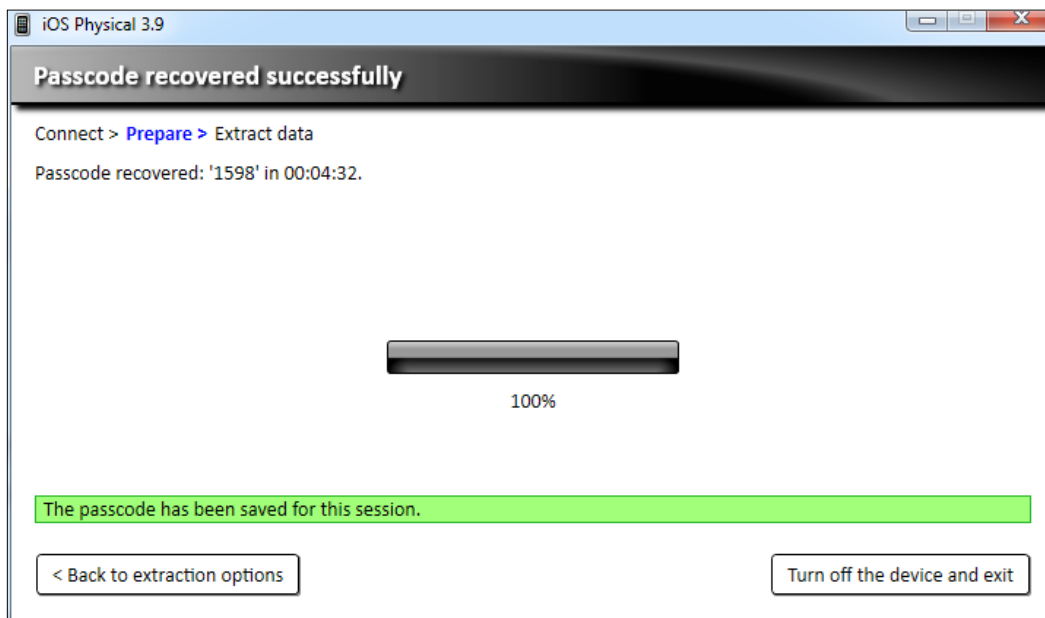 iOS Physical 3.9
Passcode recovered successfully
Connect > Prepare > Extract data
Passcode recovered: '1598' in 00:04:32.
100%
The passcode has been saved for this session.
< Back to extraction options
Turn off the device and exit